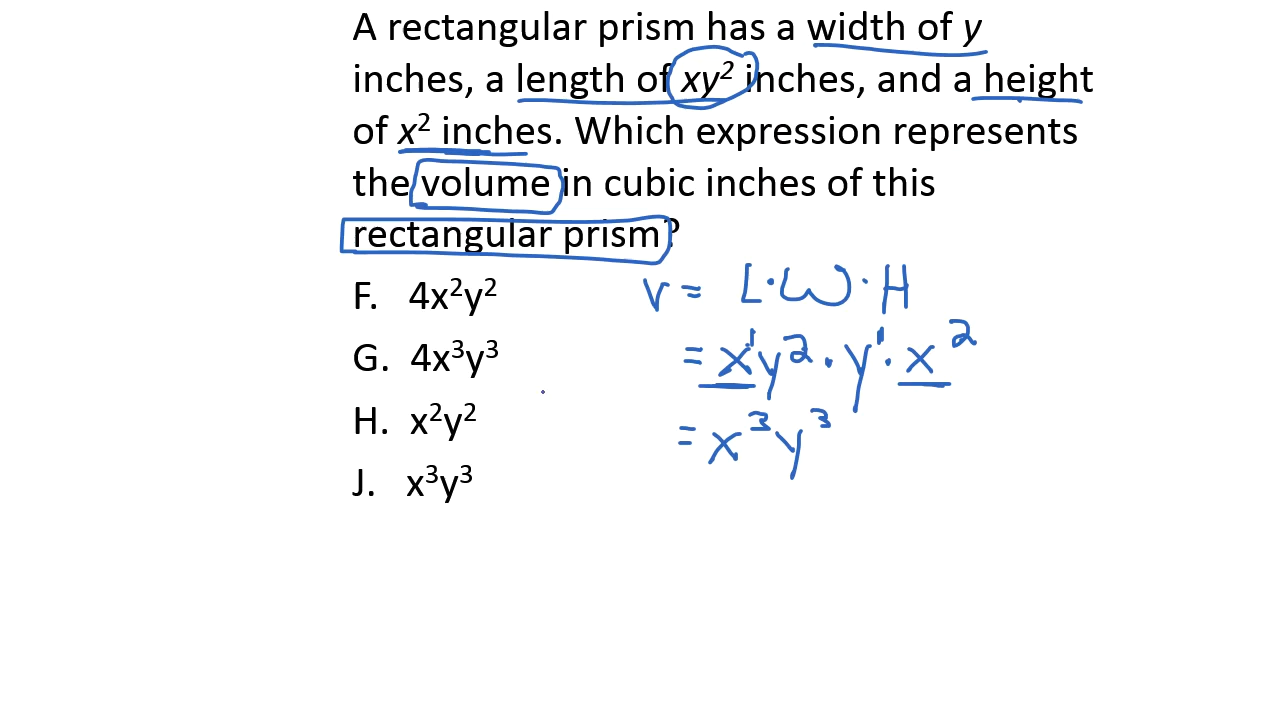 A rectangular prism has a width of y
inches, a length of xy² inches, and a height
of x² inches. Which expression represents
the volume in cubic inches of this
rectangular prism?
F. 4x²y²
G. 4x³y³
H. x²y²
J. x³y³
V = L · W · H
= x¹y² · y¹ · x²
= x³y³